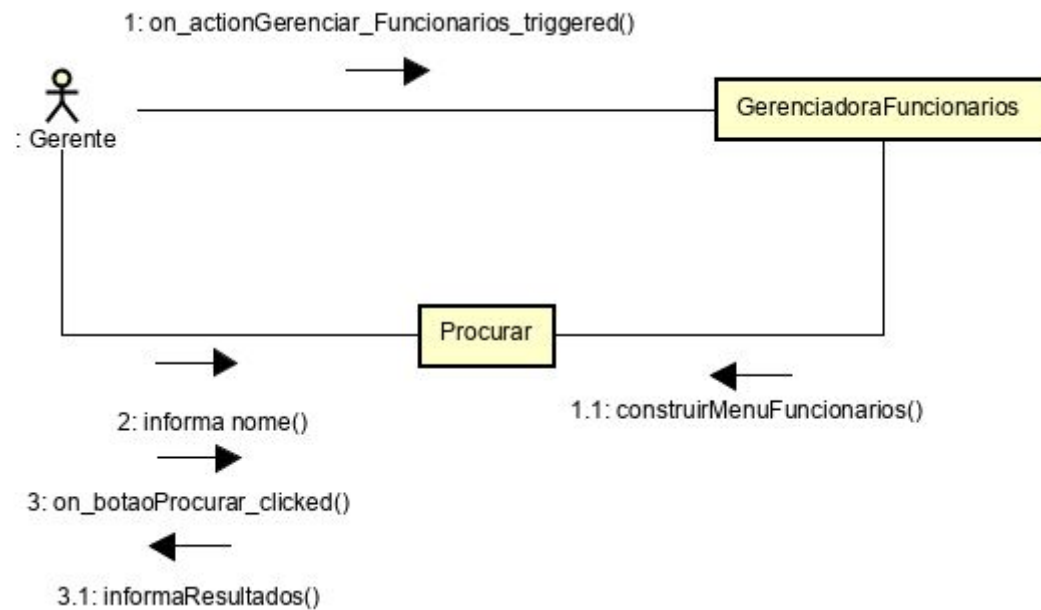 1: on_actionGerenciar_Funcionarios_triggered()
GerenciadoraFuncionarios
: Gerente
Procurar
1.1: construirMenuFuncionarios()
2: informa nome()
3: on_botaoProcurar_clicked()
3.1: informaResultados()